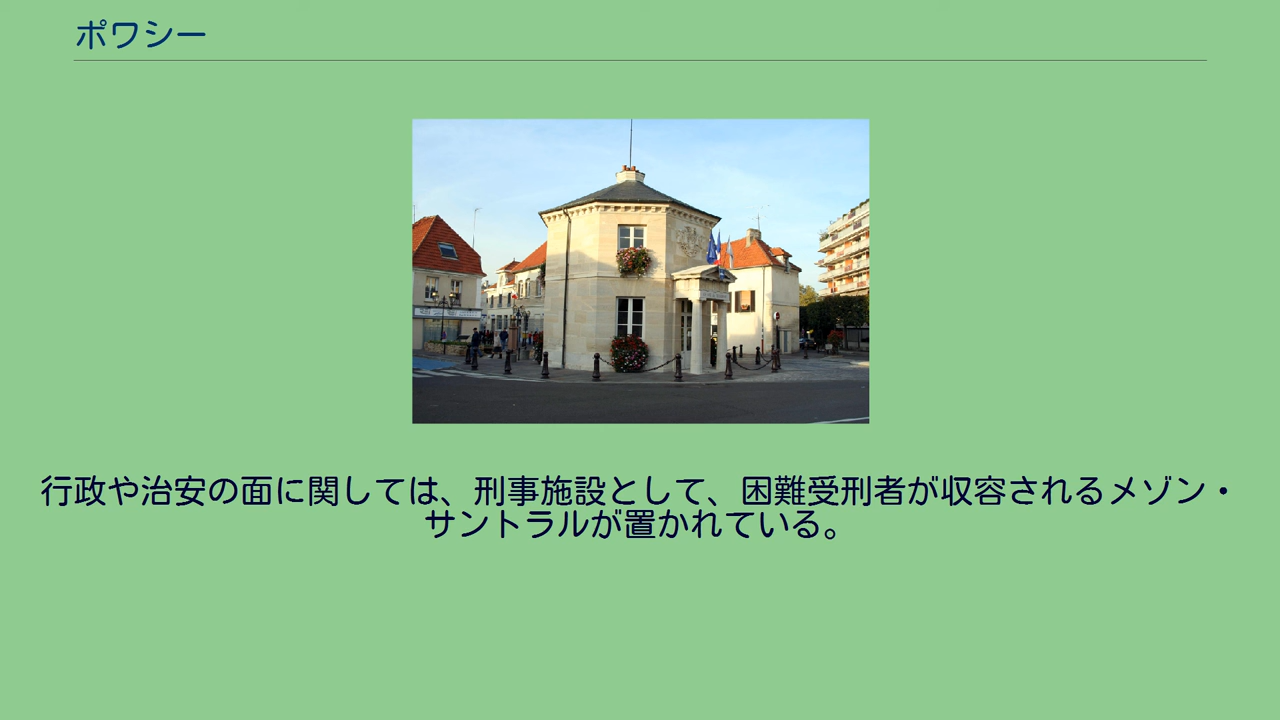 ポワシー
行政や治安の面に関しては、刑事施設として、困難受刑者が収容されるメゾン・
サントラルが置かれている。